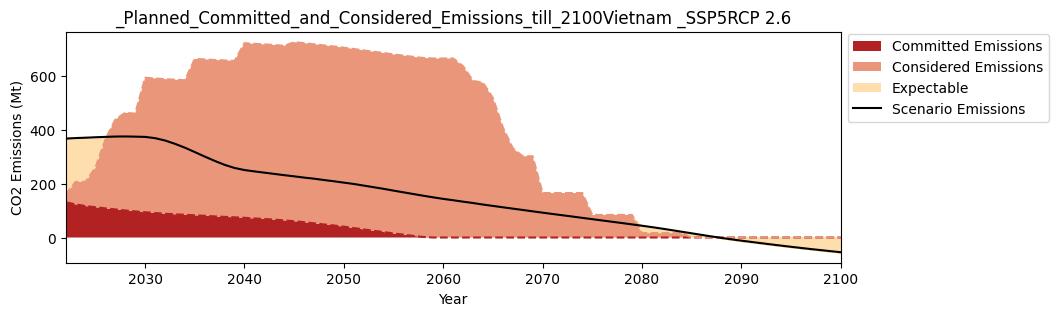 _Planned_Committed_and_Considered_Emissions_till_2100Vietnam _SSP5RCP 2.6
CO2 Emissions (Mt)
600
400
200
0
2030 2040 2050 2060 2070 2080 2090 2100
Year
Committed Emissions
Considered Emissions
Expectable
Scenario Emissions